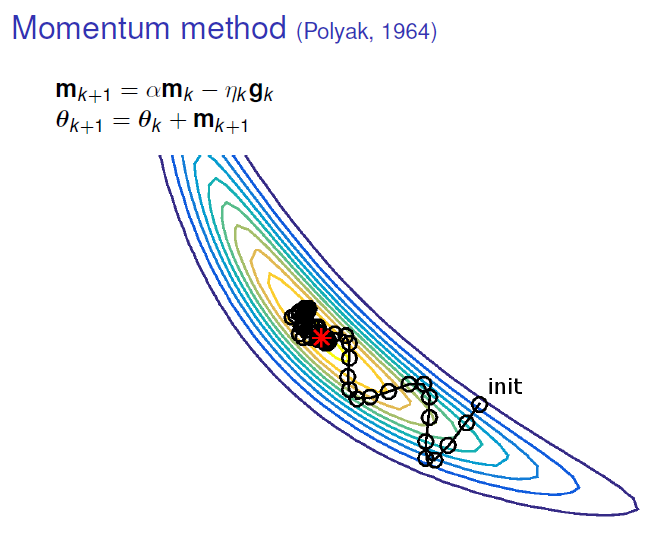 Momentum method (Polyak, 1964)
m_{k+1} = αm_k − η_k g_k
θ_{k+1} = θ_k + m_{k+1}
init